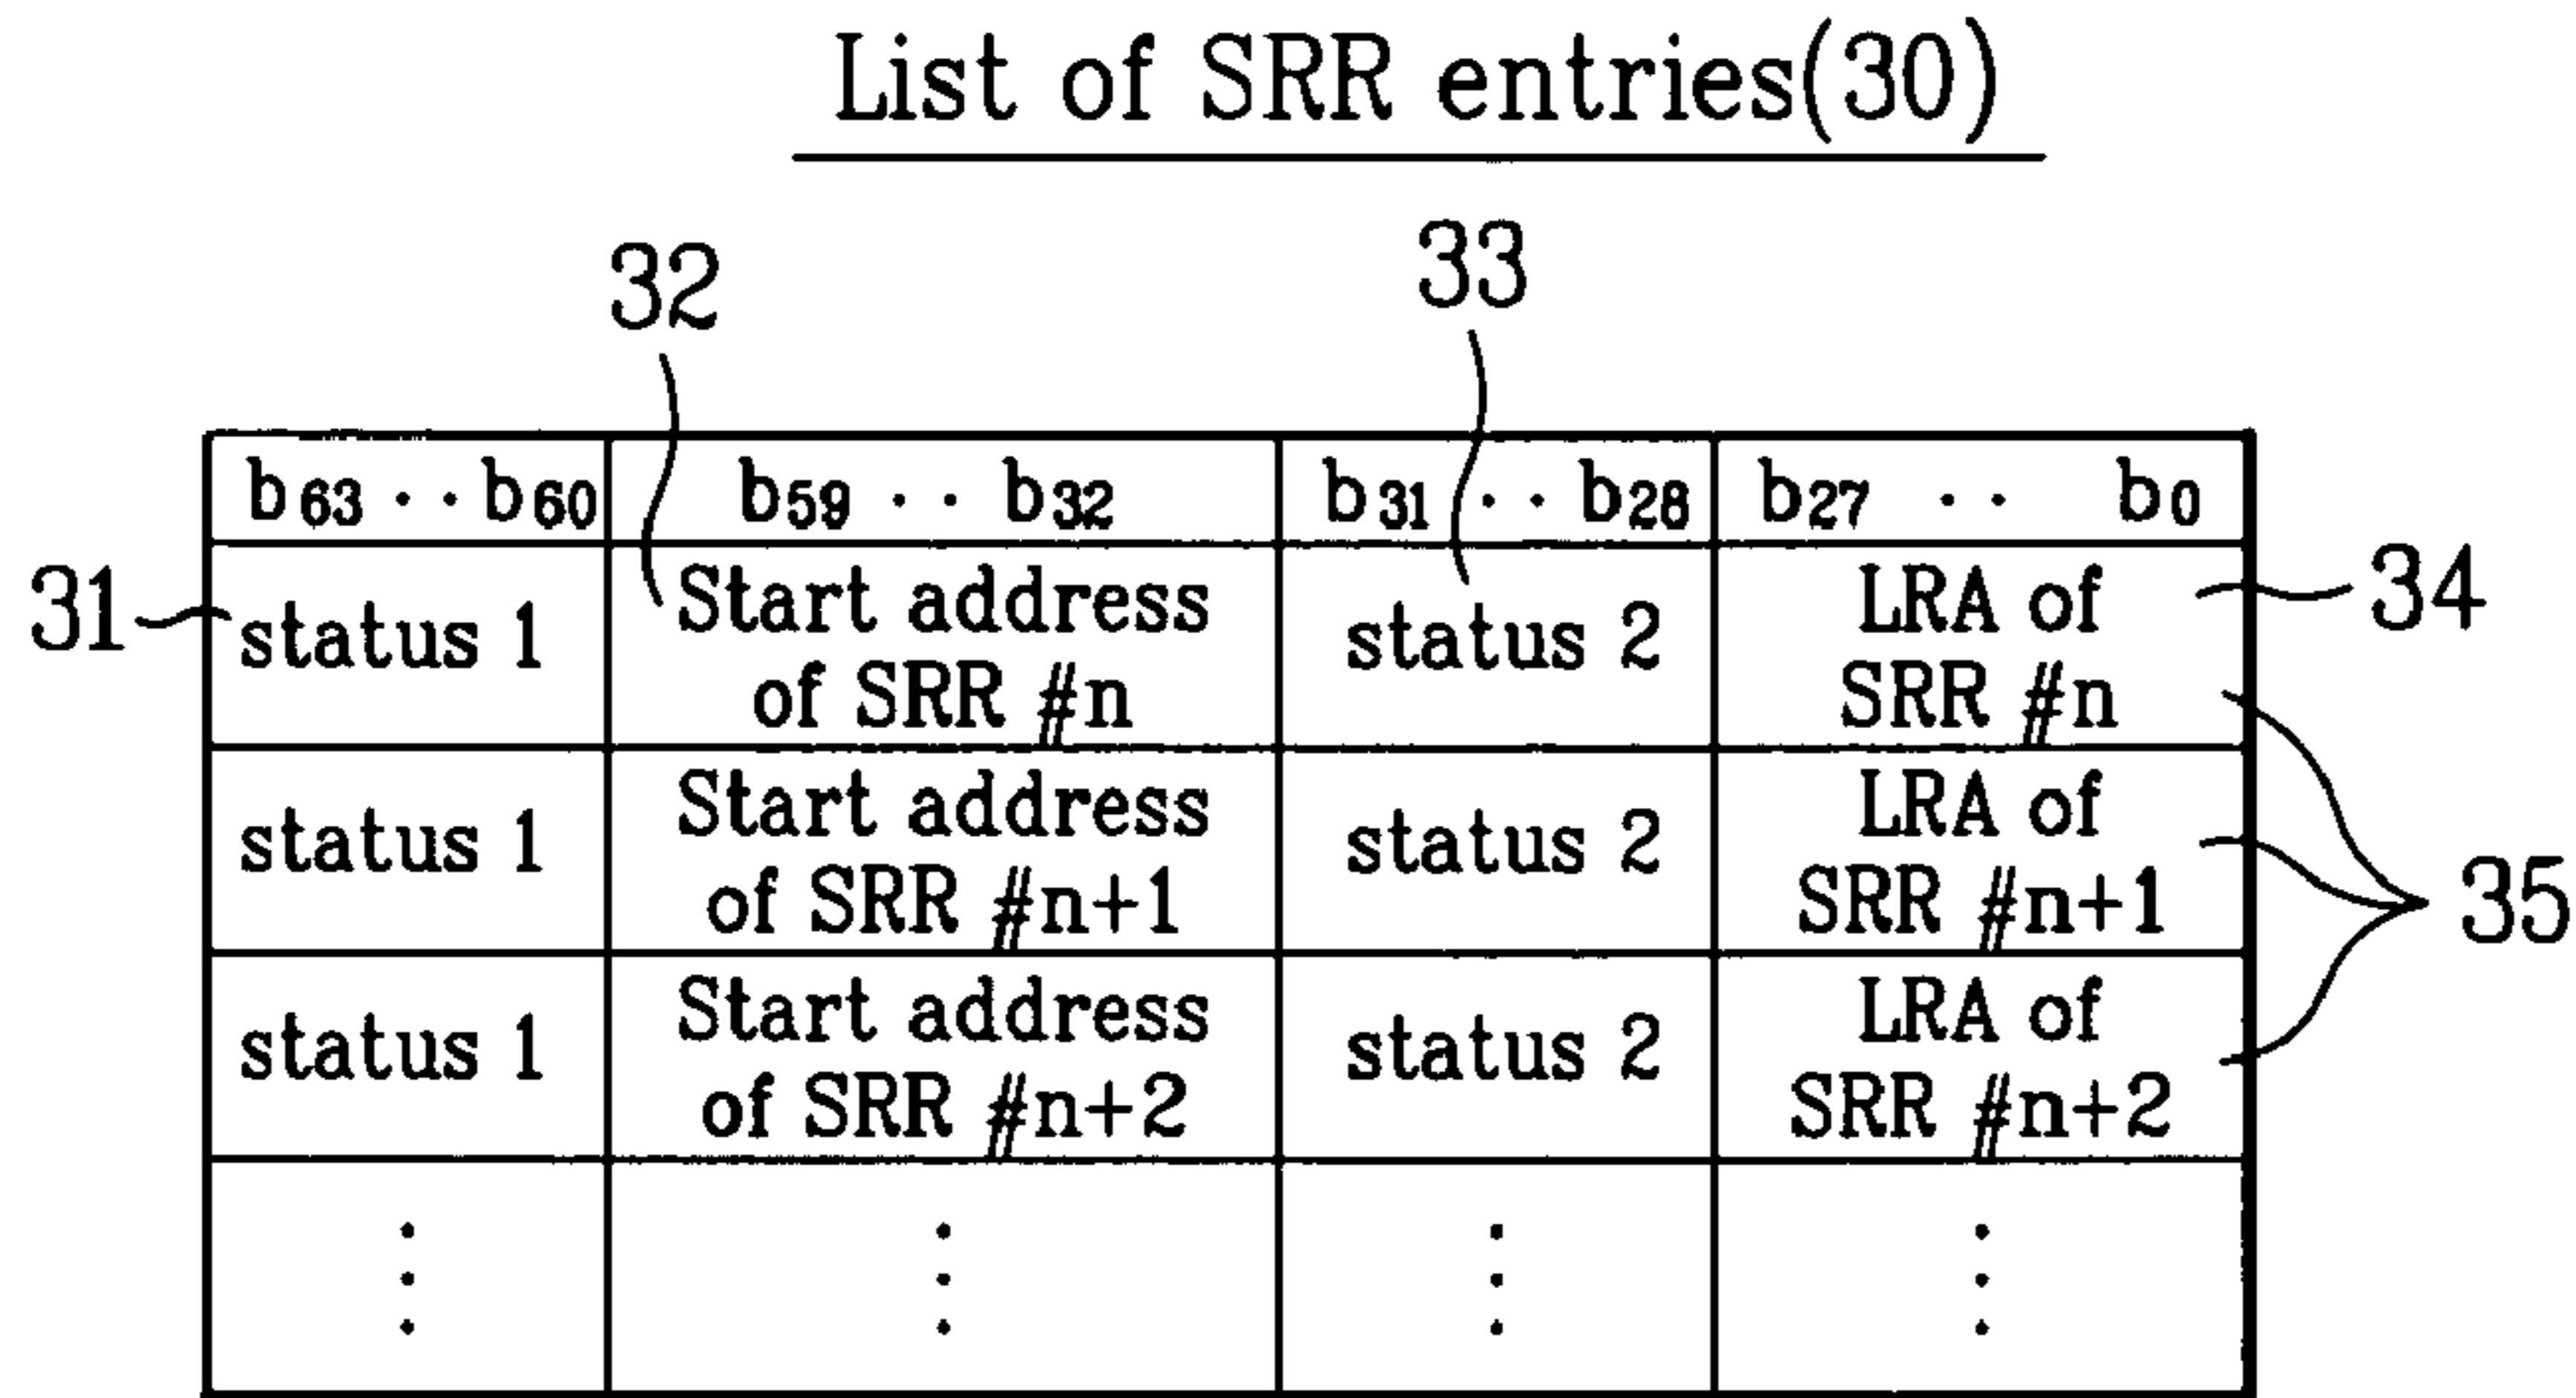 List of SRR entries(30)
32
33
b63 ·· b60 b59 ·· b32 b31 ·· b28 b27 ·· b0
31
status 1
Start address
of SRR #n
status 2
LRA of
SRR #n
34
status 1
Start address
of SRR #n+1
status 2
LRA of
SRR #n+1
35
status 1
Start address
of SRR #n+2
status 2
LRA of
SRR #n+2